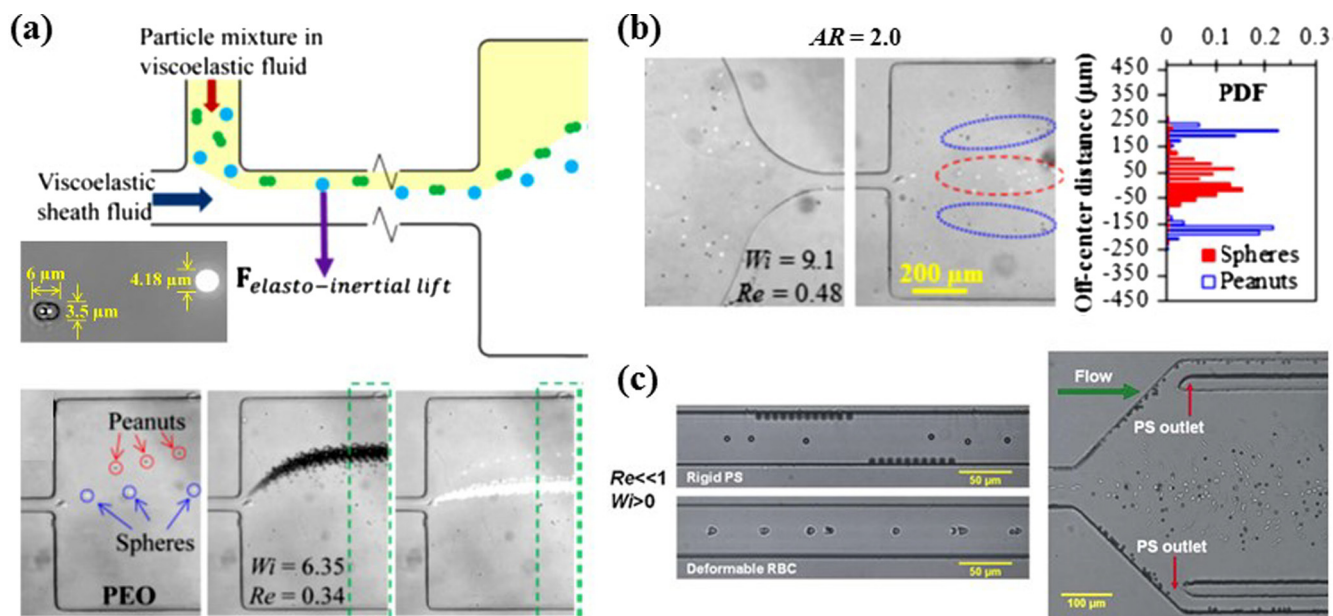 (a)
Particle mixture in
viscoelastic fluid
Viscoelastic
sheath fluid
F elasto−inertial lift
6 µm
3.5 µm
4.18 µm
Peanuts
Spheres
PEO
Wi = 6.35
Re = 0.34
(b)
AR = 2.0
Wi = 9.1
Re = 0.48
200 µm
0 0.1 0.2 0.3
PDF
Off-center distance (µm)
450
350
250
150
50
-50
-150
-250
-350
-450
Spheres
Peanuts
(c)
Re<<1
Wi>0
Rigid PS
50 µm
Deformable RBC
50 µm
Flow
PS outlet
PS outlet
100 µm